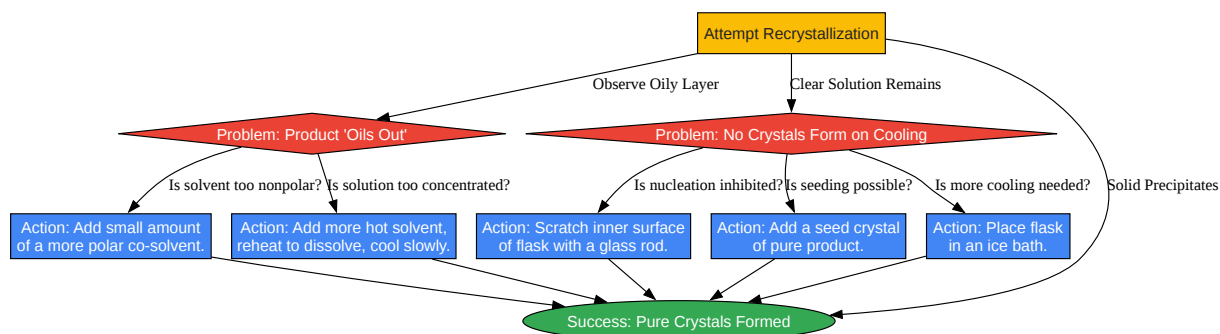 Attempt Recrystallization
Observe Oily Layer
Clear Solution Remains
Problem: Product 'Oils Out'
Problem: No Crystals Form on Cooling
Is solvent too nonpolar?
Is solution too concentrated?
Is nucleation inhibited?
Is seeding possible?
Is more cooling needed?
Solid Precipitates
Action: Add small amount
of a more polar co-solvent.
Action: Add more hot solvent,
reheat to dissolve, cool slowly.
Action: Scratch inner surface
of flask with a glass rod.
Action: Add a seed crystal
of pure product.
Action: Place flask
in an ice bath.
Success: Pure Crystals Formed